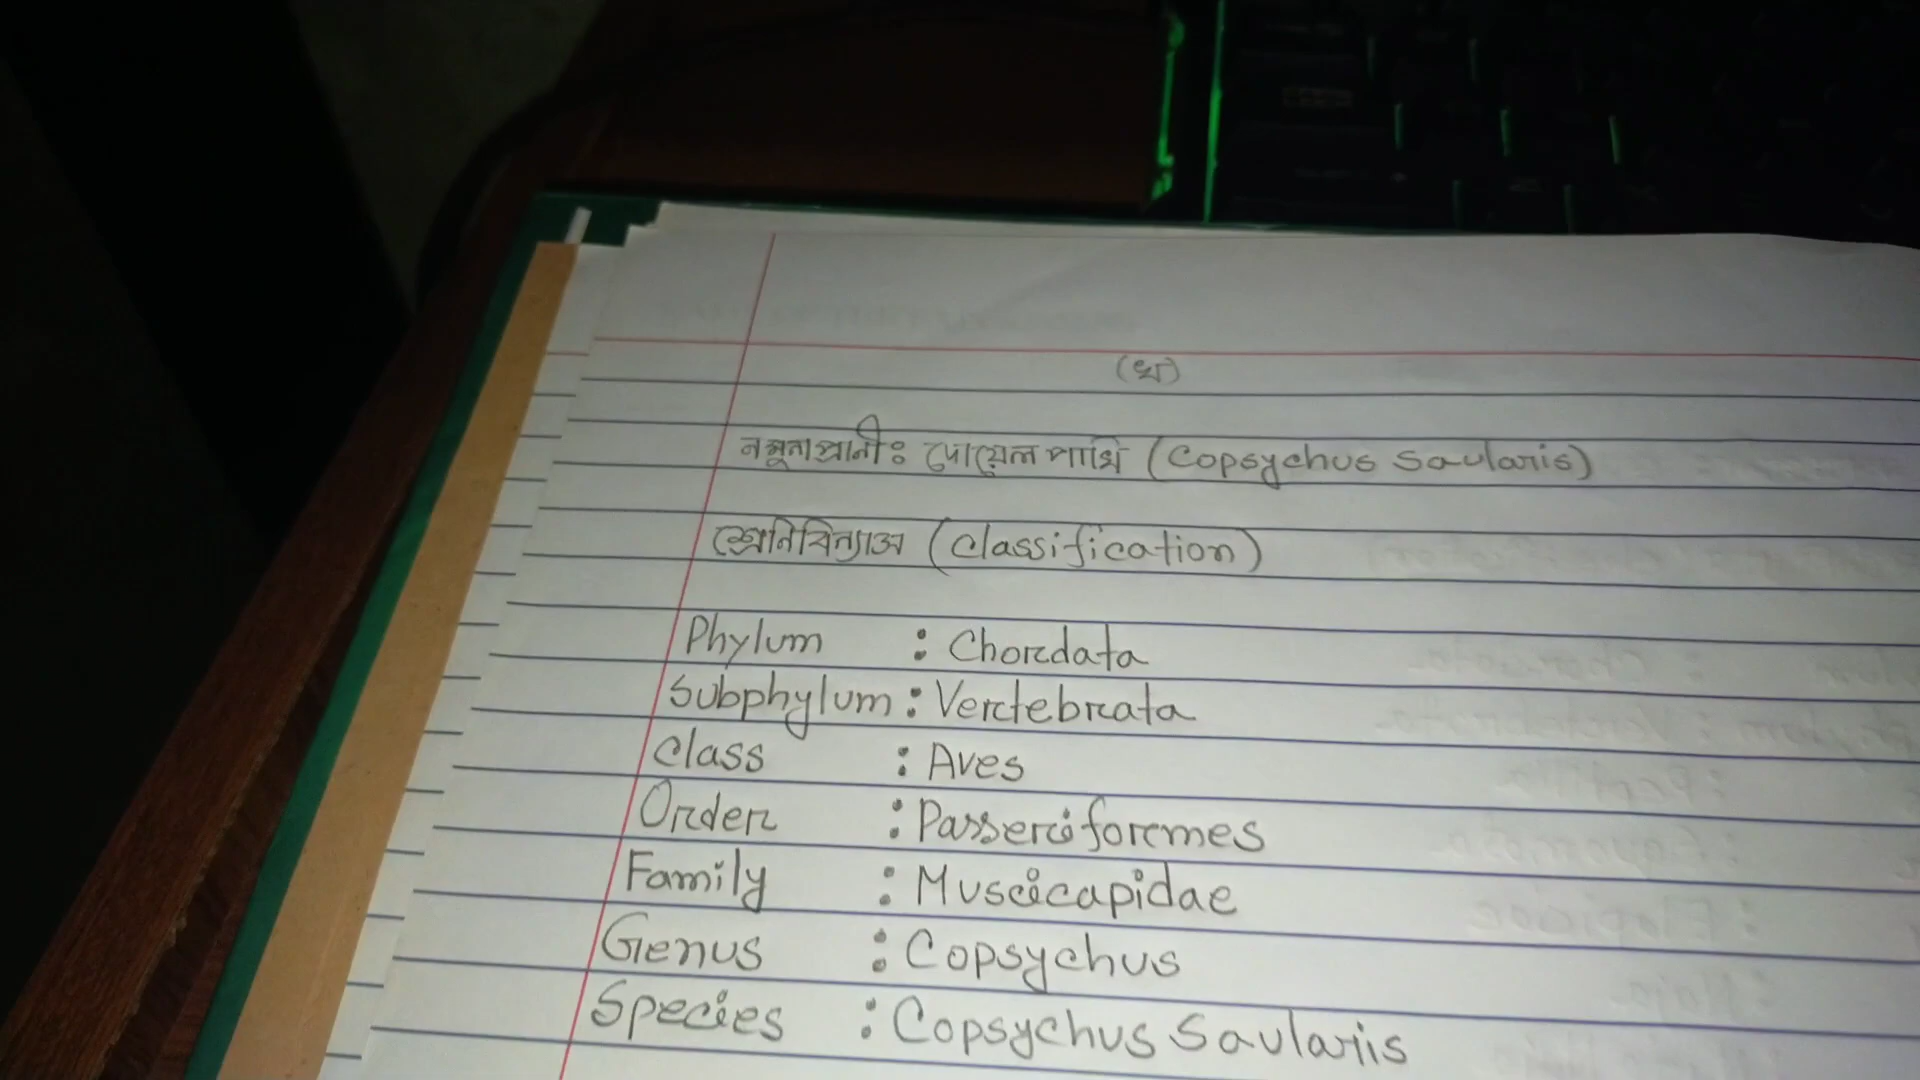 (খ)
নমুনাপ্রানী: দোয়েল পাখি (Copsychus Saularis)
শ্রেনিবিন্যাস (Classification)
Phylum : Chordata
Subphylum : Vertebrata
Class : Aves
Order : Passeriformes
Family : Muscicapidae
Genus : Copsychus
Species : Copsychus Saularis